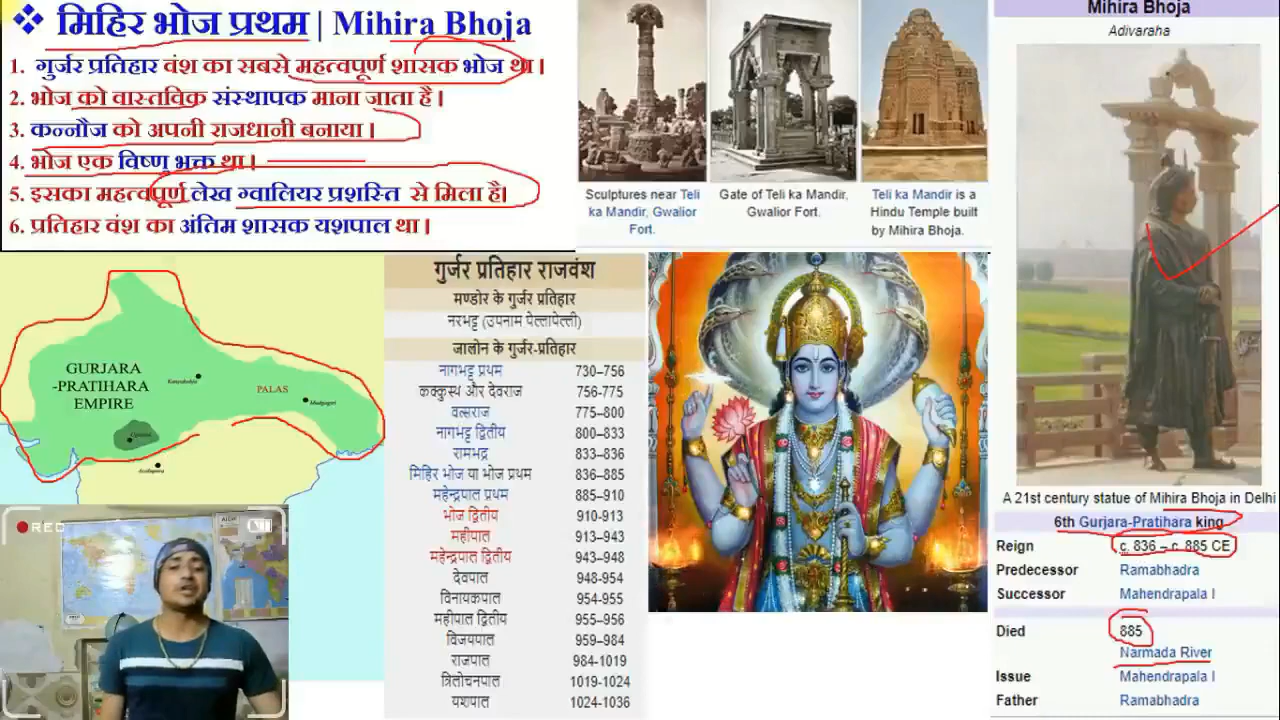 ❖ मिहिर भोज प्रथम | Mihira Bhoja
1. गुर्जर प्रतिहार वंश का सबसे महत्वपूर्ण शासक भोज था।
2. भोज को वास्तविक संस्थापक माना जाता है।
3. कन्नौज को अपनी राजधानी बनाया।
4. भोज एक विष्णु भक्त था।
5. इसका महत्वपूर्ण लेख ग्वालियर प्रशस्ति से मिला है।
6. प्रतिहार वंश का अंतिम शासक यशपाल था।
Sculptures near Teli
ka Mandir, Gwalior
Fort.
Gate of Teli ka Mandir,
Gwalior Fort.
Teli ka Mandir is a
Hindu Temple built
by Mihira Bhoja.
Mihira Bhoja
Adivaraha
A 21st century statue of Mihira Bhoja in Delhi
6th Gurjara-Pratihara king
Reign c. 836 – c. 885 CE
Predecessor Ramabhadra
Successor Mahendrapala I
Died 885
Narmada River
Issue Mahendrapala I
Father Ramabhadra
GURJARA
-PRATIHARA
EMPIRE
PALAS
गुर्जर प्रतिहार राजवंश
मण्डोर के गुर्जर प्रतिहार
नरभट्ट (उपनाम पेल्लापेल्ली)
जालोन के गुर्जर-प्रतिहार
नागभट्ट प्रथम 730–756
कक्कुस्थ और देवराज 756-775
वत्सराज 775–800
नागभट्ट द्वितीय 800–833
रामभद्र 833–836
मिहिर भोज या भोज प्रथम 836–885
महेन्द्रपाल प्रथम 885–910
भोज द्वितीय 910-913
महीपाल 913–943
महेन्द्रपाल द्वितीय 943–948
देवपाल 948-954
विनायकपाल 954-955
महीपाल द्वितीय 955–956
विजयपाल 959–984
राजपाल 984-1019
त्रिलोचनपाल 1019-1024
यशपाल 1024-1036
REC